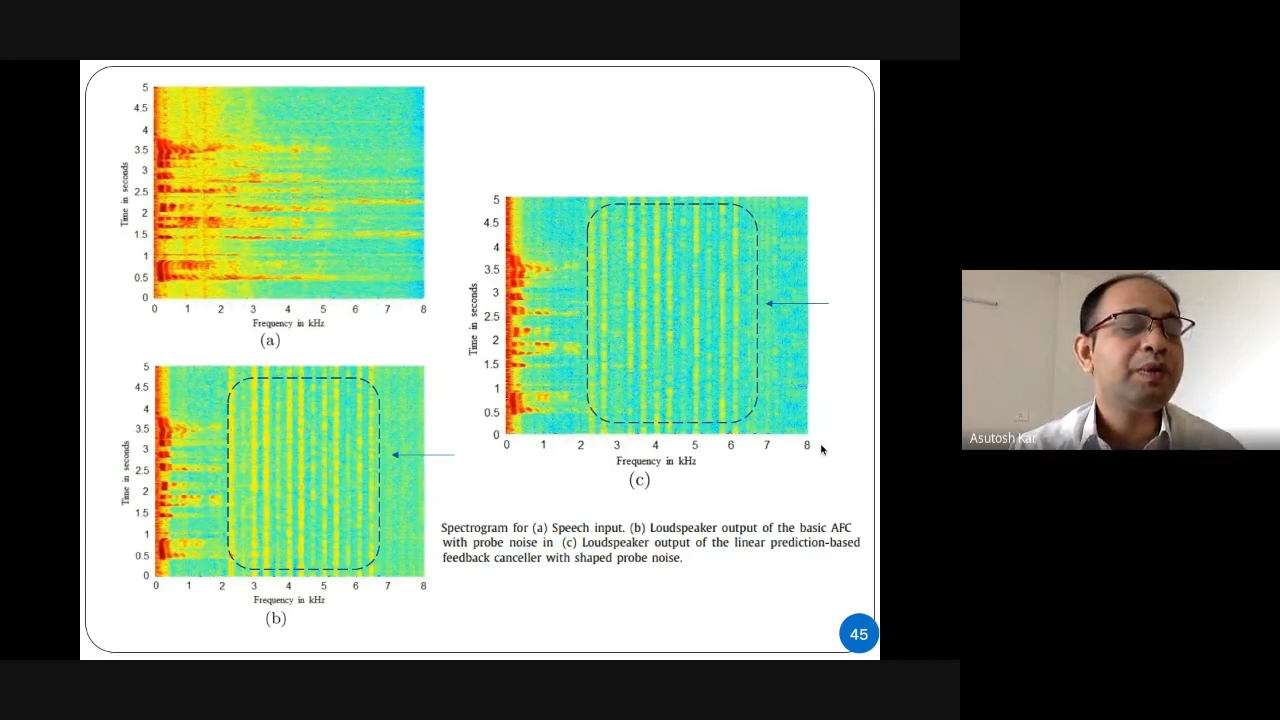 5
4.5
4
3.5
3
2.5
2
1.5
1
0.5
0
Time in seconds
0 1 2 3 4 5 6 7 8
Frequency in kHz
(a)
5
4.5
4
3.5
3
2.5
2
1.5
1
0.5
0
Time in seconds
0 1 2 3 4 5 6 7 8
Frequency in kHz
(b)
5
4.5
4
3.5
3
2.5
2
1.5
1
0.5
0
Time in seconds
0 1 2 3 4 5 6 7 8
Frequency in kHz
(c)
Spectrogram for (a) Speech input. (b) Loudspeaker output of the basic AFC
with probe noise in (c) Loudspeaker output of the linear prediction-based
feedback canceller with shaped probe noise.
45
Asutosh Kar